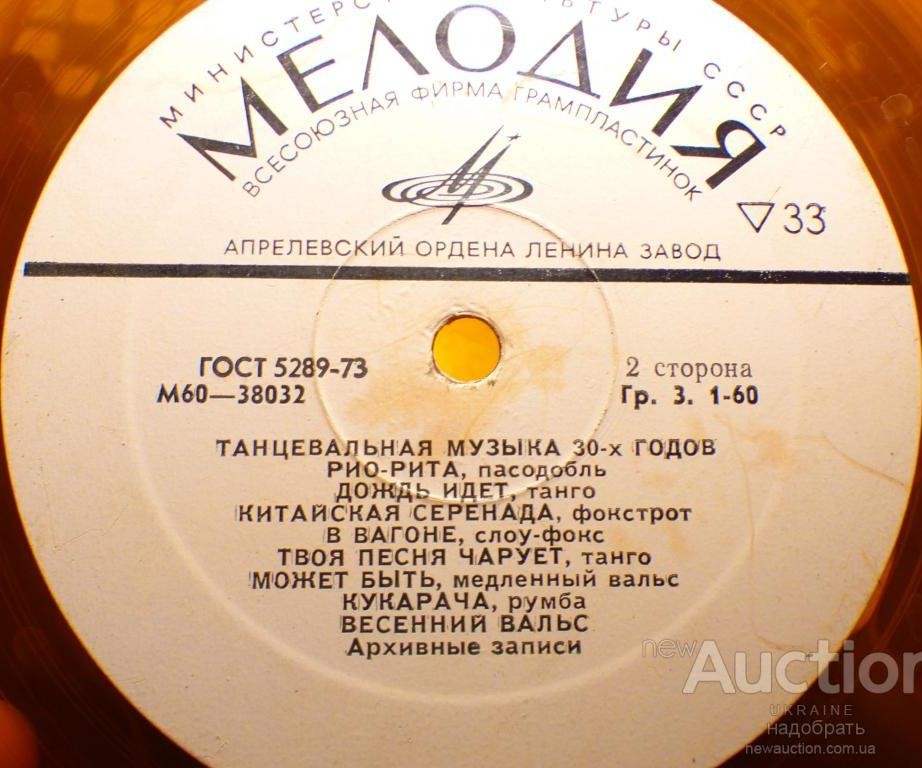 МИНИСТЕРСТВО КУЛЬТУРЫ СССР
МЕЛОДИЯ
ВСЕСОЮЗНАЯ ФИРМА ГРАМПЛАСТИНОК
▽33
АПРЕЛЕВСКИЙ ОРДЕНА ЛЕНИНА ЗАВОД
ГОСТ 5289-73
2 сторона
М60—38032
Гр. 3. 1-60
ТАНЦЕВАЛЬНАЯ МУЗЫКА 30-х ГОДОВ
РИО-РИТА, пасодобль
ДОЖДЬ ИДЕТ, танго
КИТАЙСКАЯ СЕРЕНАДА, фокстрот
В ВАГОНЕ, слоу-фокс
ТВОЯ ПЕСНЯ ЧАРУЕТ, танго
МОЖЕТ БЫТЬ, медленный вальс
КУКАРАЧА, румба
ВЕСЕННИЙ ВАЛЬС
Архивные записи
newAuction
UKRAINE
надобрать
newauction.com.ua